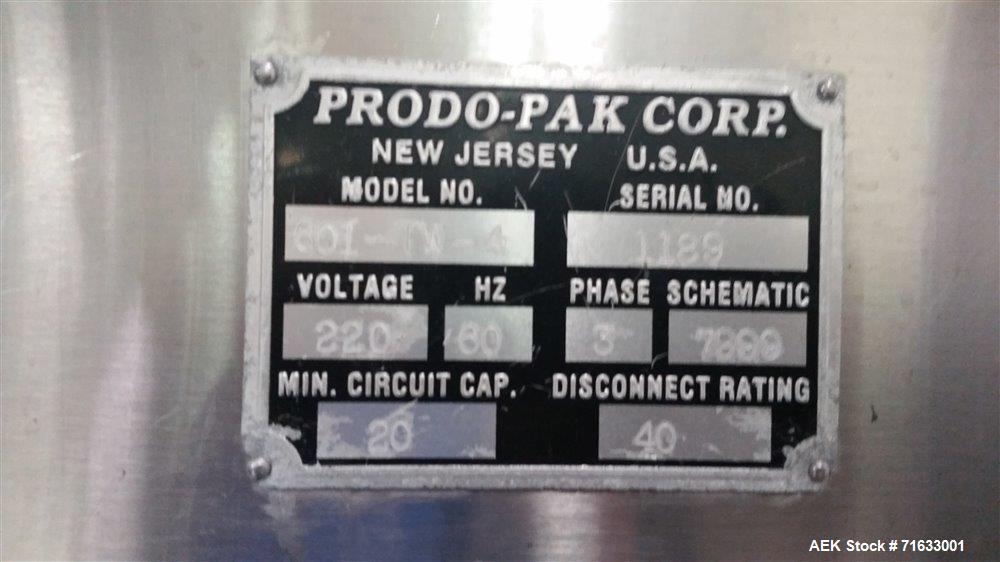 PRODO-PAK CORP.
NEW JERSEY U.S.A.
MODEL NO. SERIAL NO.
1189
VOLTAGE HZ PHASE SCHEMATIC
220 60 3
MIN. CIRCUIT CAP. DISCONNECT RATING
20 40
AEK Stock # 71633001